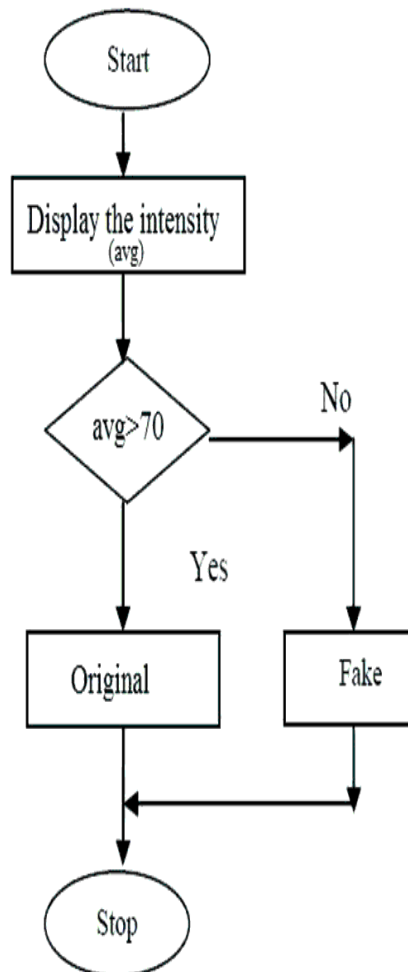 Start
Display the intensity
(avg)
avg>70
No
Yes
Original
Fake
Stop